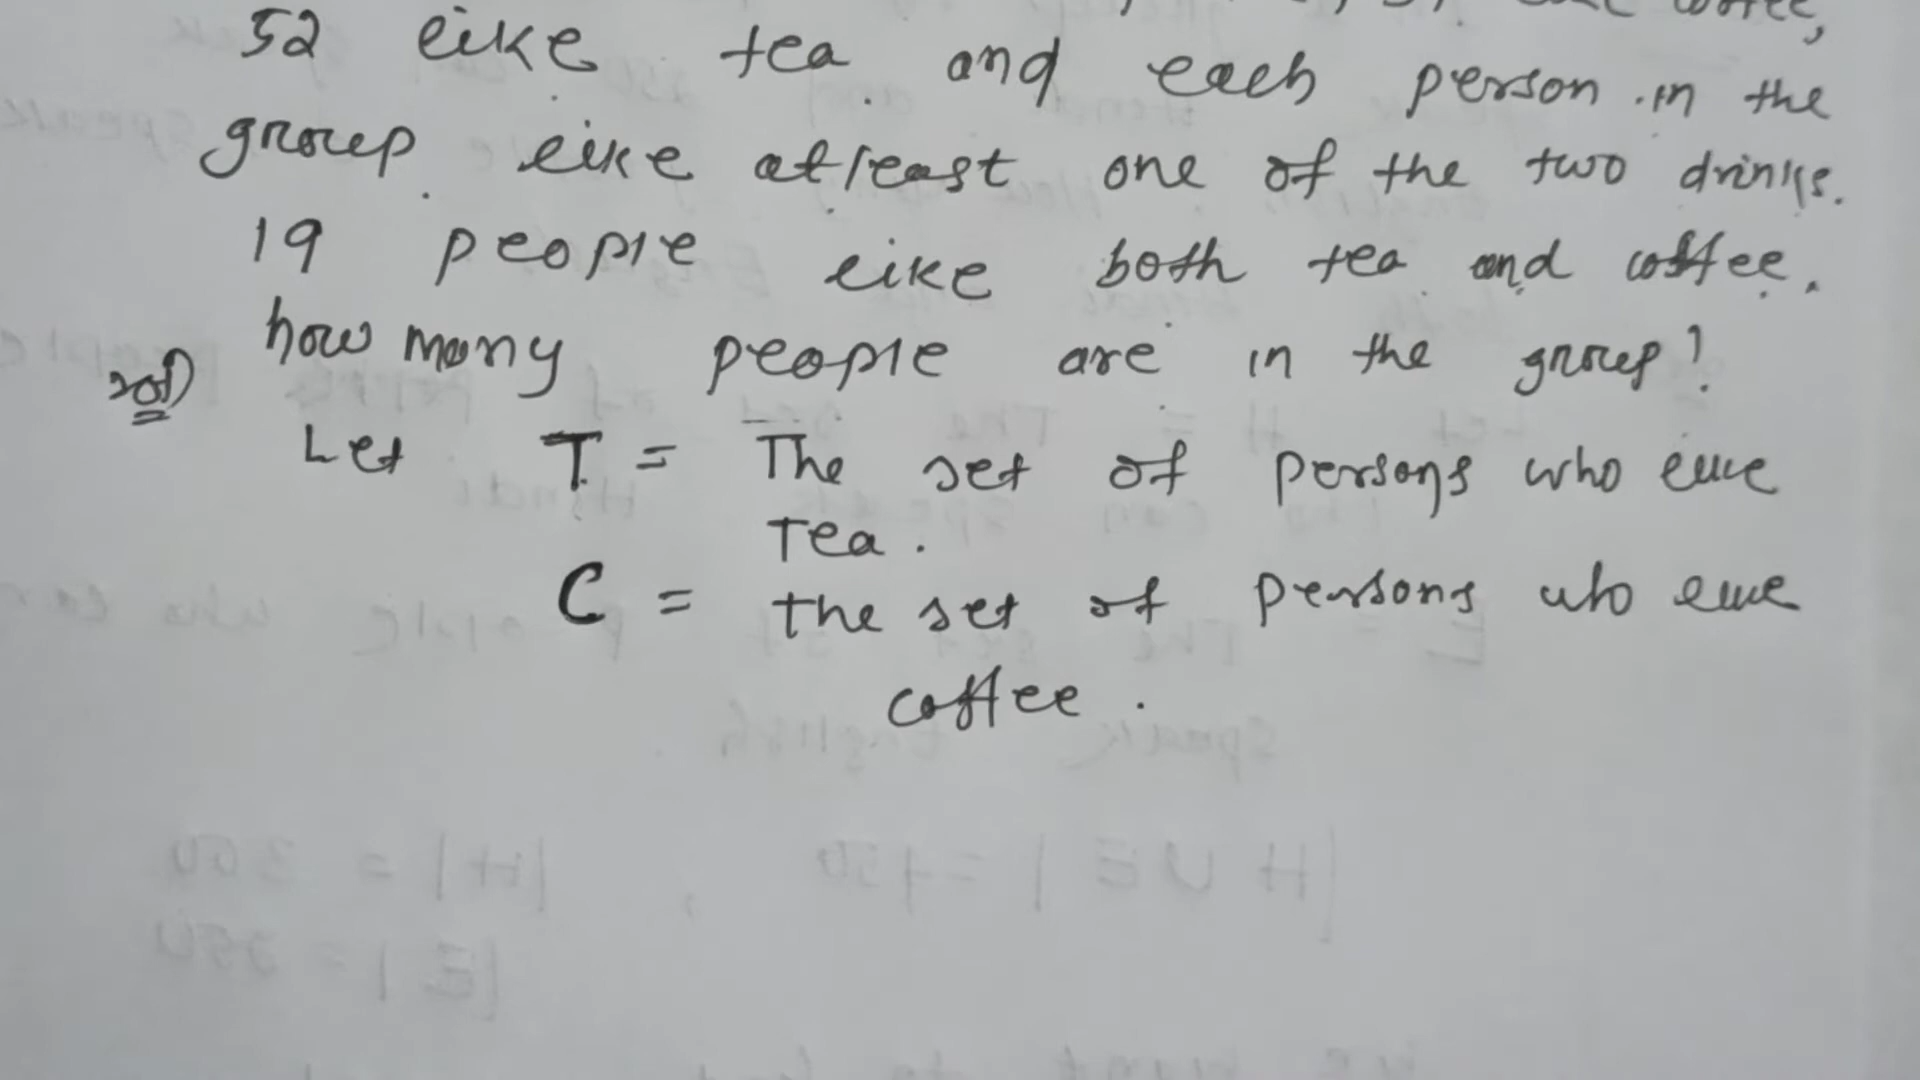 52 like tea and each person in the
group like atleast one of the two drinks.
19 people like both tea and coffee.
how many people are in the group?
Sol)
Let T = The set of persons who like
Tea.
C = the set of persons who like
coffee.